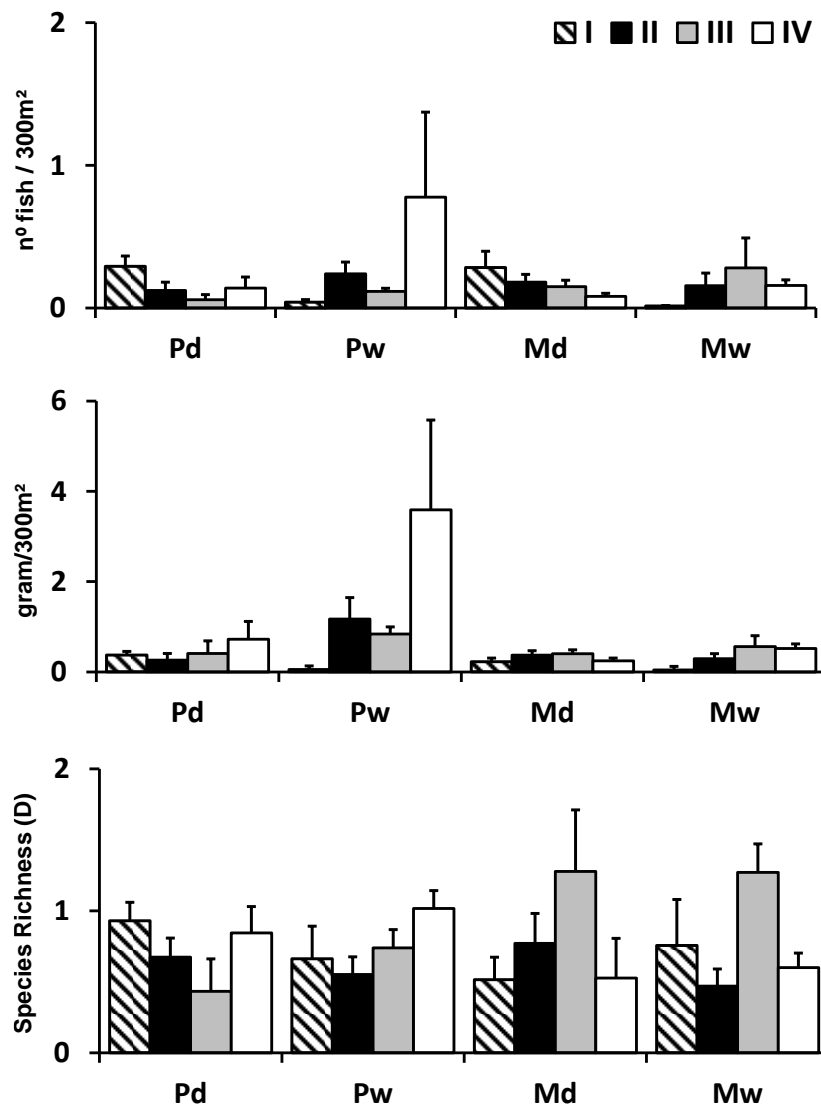 2
I II III IV
nº fish / 300m²
1
0
Pd Pw Md Mw
6
gram/300m²
4
2
0
Pd Pw Md Mw
2
Species Richness (D)
1
0
Pd Pw Md Mw